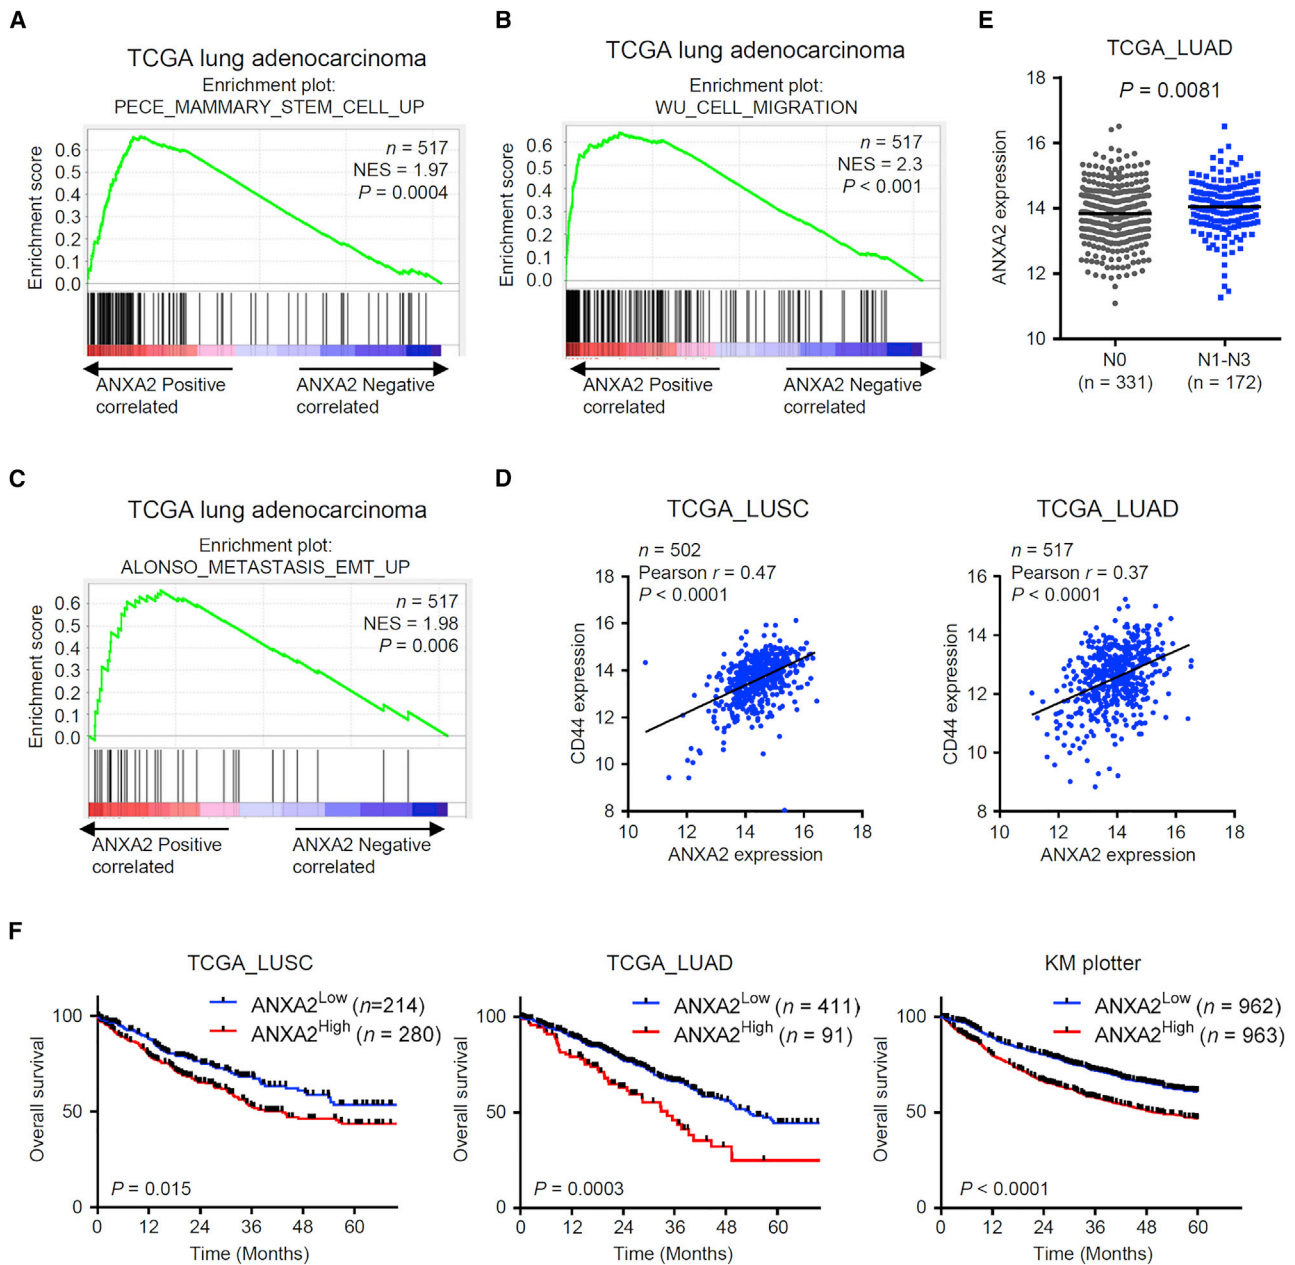 A
TCGA lung adenocarcinoma
Enrichment plot:
PECE_MAMMARY_STEM_CELL_UP
n = 517
NES = 1.97
P = 0.0004
Enrichment score
0.6
0.5
0.4
0.3
0.2
0.1
0.0
ANXA2 Positive
correlated
ANXA2 Negative
correlated
B
TCGA lung adenocarcinoma
Enrichment plot:
WU_CELL_MIGRATION
n = 517
NES = 2.3
P < 0.001
Enrichment score
0.6
0.5
0.4
0.3
0.2
0.1
0.0
ANXA2 Positive
correlated
ANXA2 Negative
correlated
E
TCGA_LUAD
P = 0.0081
ANXA2 expression
18
16
14
12
10
N0
(n = 331)
N1-N3
(n = 172)
C
TCGA lung adenocarcinoma
Enrichment plot:
ALONSO_METASTASIS_EMT_UP
n = 517
NES = 1.98
P = 0.006
Enrichment score
0.6
0.5
0.4
0.3
0.2
0.1
0.0
ANXA2 Positive
correlated
ANXA2 Negative
correlated
D
TCGA_LUSC
n = 502
Pearson r = 0.47
P < 0.0001
CD44 expression
18
16
14
12
10
8
10 12 14 16 18
ANXA2 expression
TCGA_LUAD
n = 517
Pearson r = 0.37
P < 0.0001
CD44 expression
16
14
12
10
8
10 12 14 16 18
ANXA2 expression
F
TCGA_LUSC
ANXA2Low (n=214)
ANXA2High (n = 280)
Overall survival
100
50
0
P = 0.015
0 12 24 36 48 60
Time (Months)
TCGA_LUAD
ANXA2Low (n = 411)
ANXA2High (n = 91)
Overall survival
100
50
0
P = 0.0003
0 12 24 36 48 60
Time (Months)
KM plotter
ANXA2Low (n = 962)
ANXA2High (n = 963)
Overall survival
100
50
0
P < 0.0001
0 12 24 36 48 60
Time (Months)